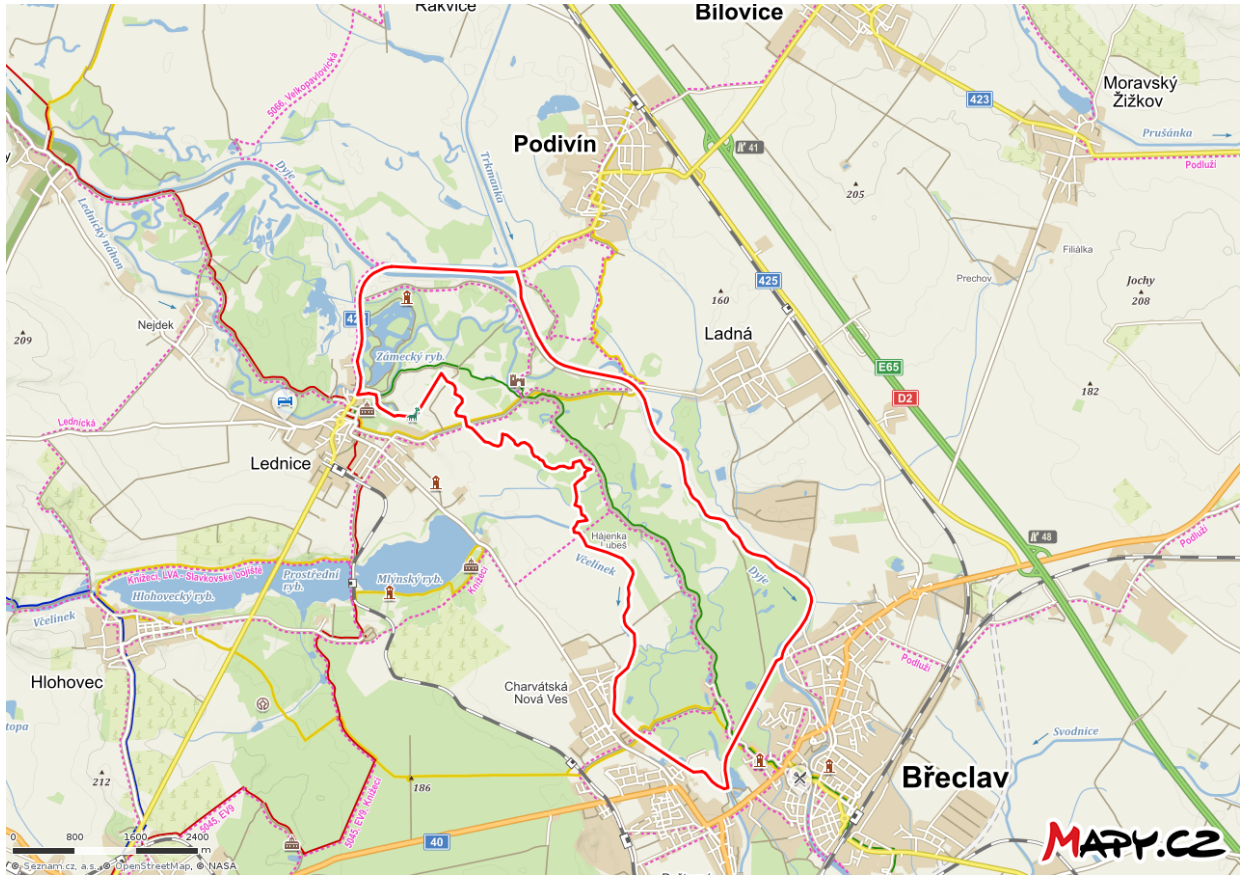 Rakvice
Bílovice
5066, Velkopavlovická
Moravský
Žižkov
423
Prušánka
Podluží
Podivín
41
Trkmanka
Dyje
Lednický náhon
205
Filiálka
Prechov
Jochy
208
425
160
Ladná
Nejdek
209
Zámecký ryb.
E65
D2
182
Lednická
Lednice
48
Podluží
Hájenka
Lubeš
Včelínek
Dyje
Knížecí, LVA, Slavkovské bojiště
Hlohovecký ryb.
Prostřední
ryb.
Mlýnský ryb.
Knížecí
Včelínek
Hlohovec
Charvátská
Nová Ves
Podluží
Svodnice
212
186
Břeclav
5045, EV9
5045, EV9, Knížecí
40
0 800 1600 2400
m
© Seznam.cz, a.s., © OpenStreetMap, © NASA
MAPY.CZ